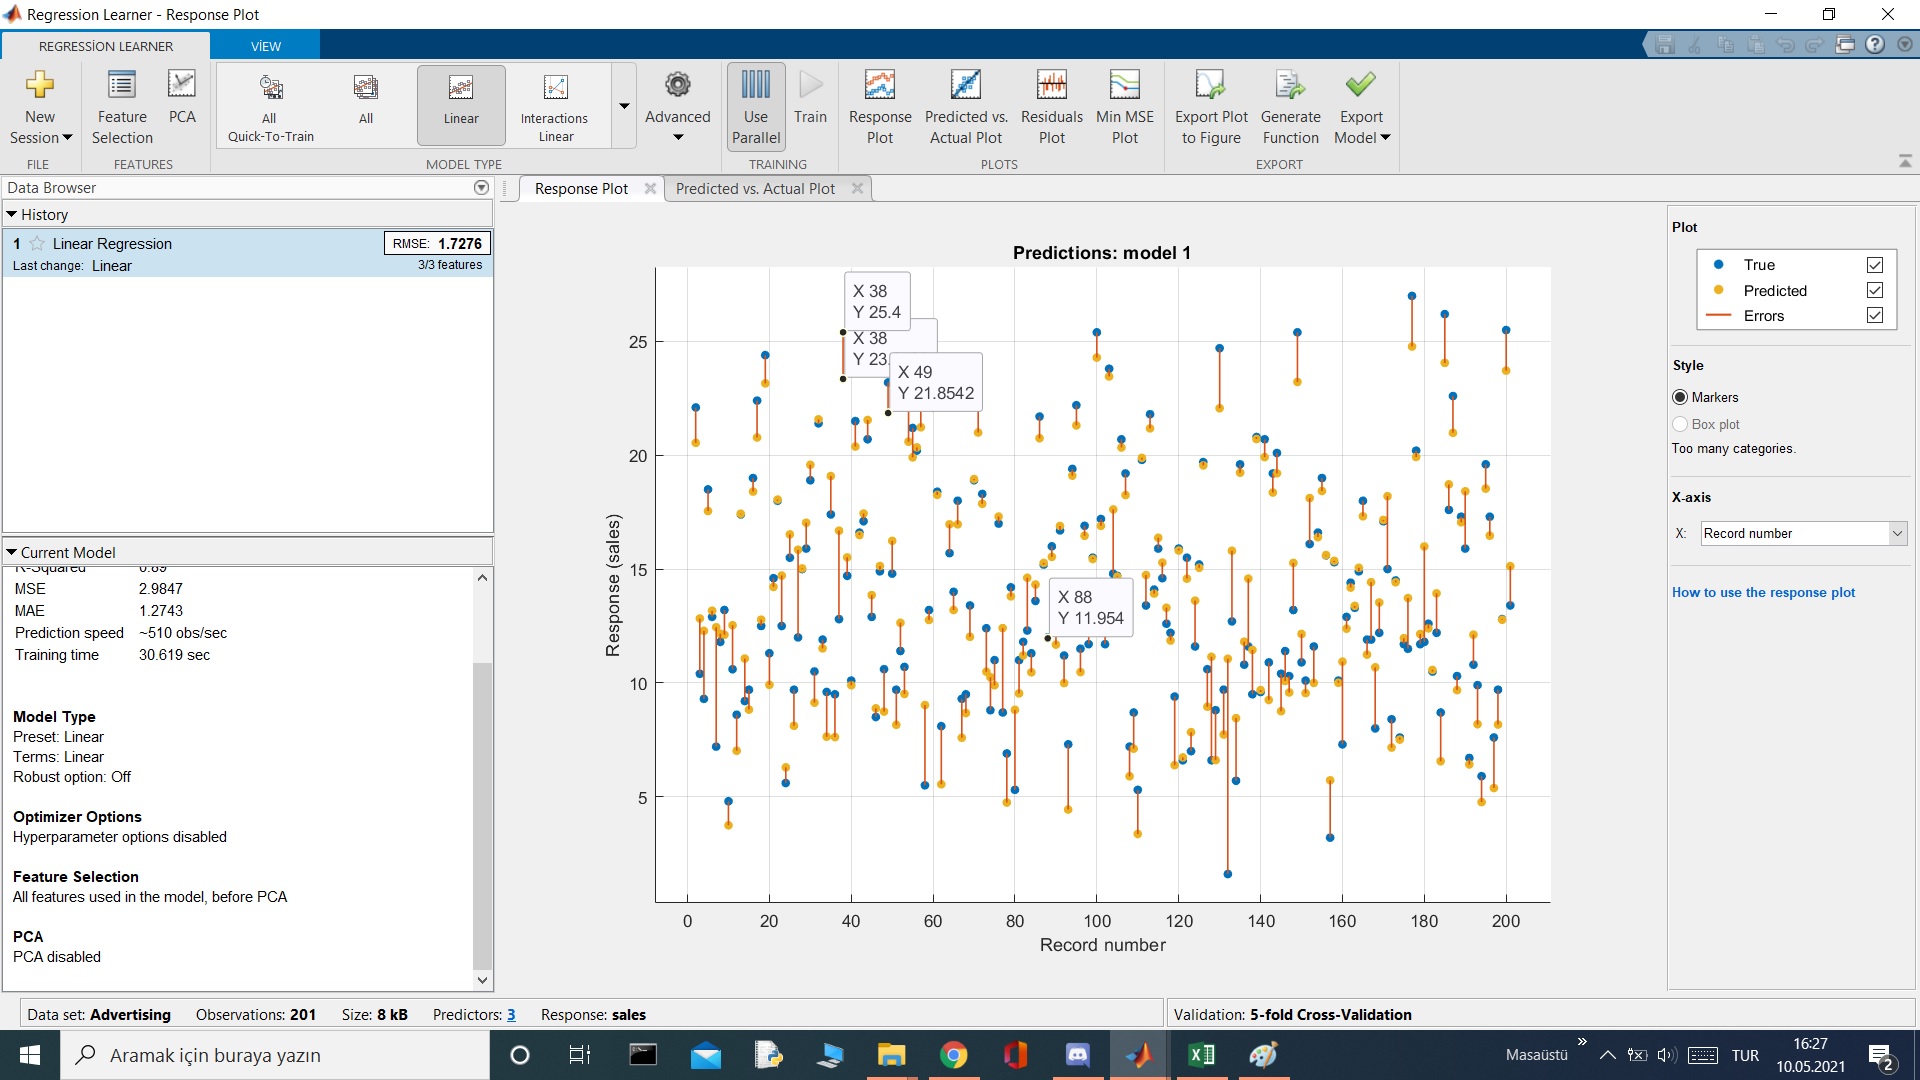 Regression Learner - Response Plot
REGRESSİON LEARNER
VİEW
New Session
Feature Selection
PCA
All Quick-To-Train
All
Linear
Interactions Linear
Advanced
Use Parallel
Train
Response Plot
Predicted vs. Actual Plot
Residuals Plot
Min MSE Plot
Export Plot to Figure
Generate Function
Export Model
FILE
FEATURES
MODEL TYPE
TRAINING
PLOTS
EXPORT
Data Browser
History
1 Linear Regression RMSE: 1.7276
Last change: Linear 3/3 features
Current Model
R-Squared 0.89
MSE 2.9847
MAE 1.2743
Prediction speed ~510 obs/sec
Training time 30.619 sec
Model Type
Preset: Linear
Terms: Linear
Robust option: Off
Optimizer Options
Hyperparameter options disabled
Feature Selection
All features used in the model, before PCA
PCA
PCA disabled
Response Plot
Predicted vs. Actual Plot
Predictions: model 1
X 38
Y 25.4
X 38
Y 23.
X 49
Y 21.8542
X 88
Y 11.954
25
20
15
10
5
Response (sales)
0 20 40 60 80 100 120 140 160 180 200
Record number
Plot
True
Predicted
Errors
Style
Markers
Box plot
Too many categories.
X-axis
X: Record number
How to use the response plot
Data set: Advertising Observations: 201 Size: 8 kB Predictors: 3 Response: sales
Validation: 5-fold Cross-Validation
Aramak için buraya yazın
Masaüstü
TUR
16:27
10.05.2021
2